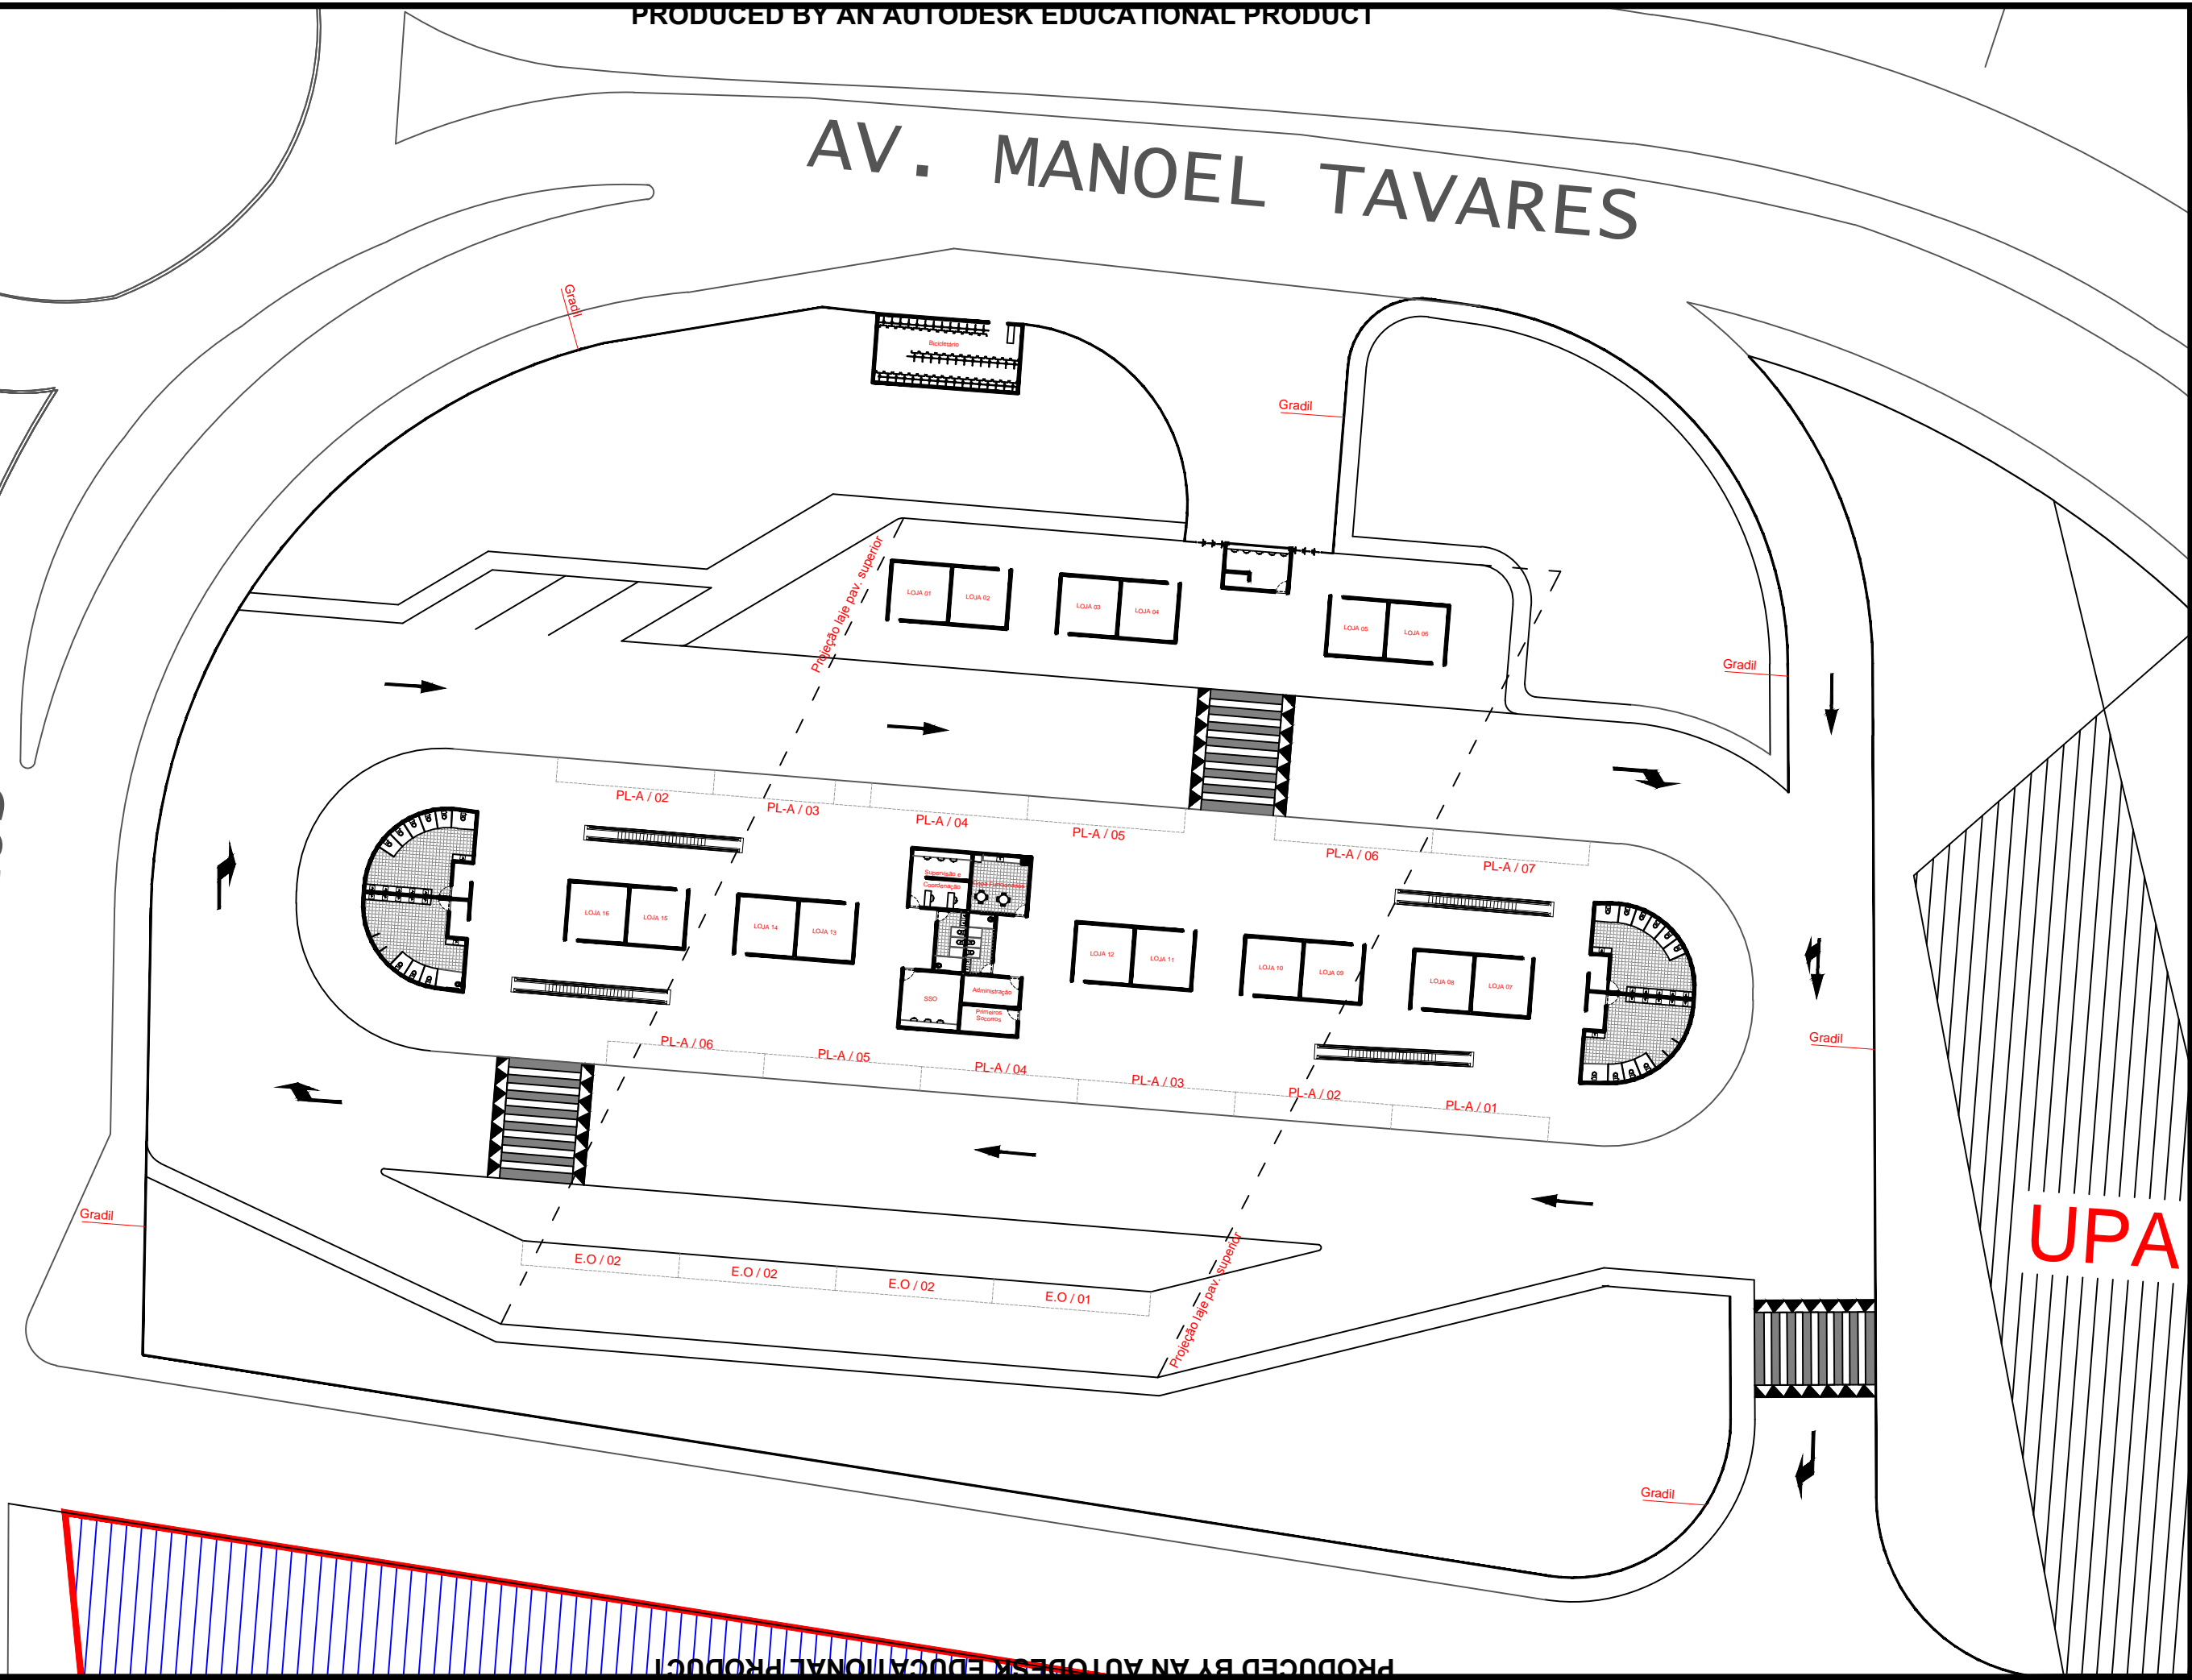 PRODUCED BY AN AUTODESK EDUCATIONAL PRODUCT
AV. MANOEL TAVARES
Gradil
Bicicletário
Gradil
Projeção laje pav. superior
LOJA 01
LOJA 02
LOJA 03
LOJA 04
LOJA 05
LOJA 06
Gradil
PL-A / 02
PL-A / 03
PL-A / 04
PL-A / 05
PL-A / 06
PL-A / 07
Supervisão e
Coordenação
LOJA 16
LOJA 15
LOJA 14
LOJA 13
LOJA 12
LOJA 11
LOJA 10
LOJA 09
LOJA 08
LOJA 07
SSO
Administração
Primeiros
Socorros
Gradil
PL-A / 06
PL-A / 05
PL-A / 04
PL-A / 03
PL-A / 02
PL-A / 01
Gradil
UPA
E.O / 02
E.O / 02
E.O / 02
E.O / 01
Projeção laje pav. superior
Gradil
PRODUCED BY AN AUTODESK EDUCATIONAL PRODUCT